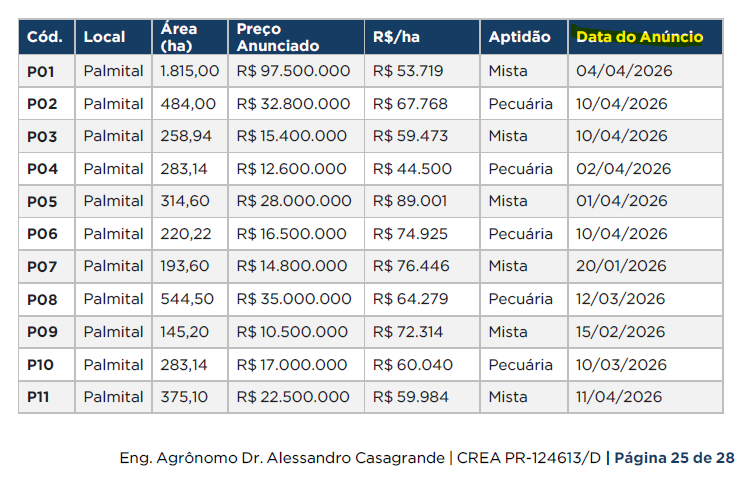 Cód. Local Área (ha) Preço Anunciado R$/ha Aptidão Data do Anúncio
P01 Palmital 1.815,00 R$ 97.500.000 R$ 53.719 Mista 04/04/2026
P02 Palmital 484,00 R$ 32.800.000 R$ 67.768 Pecuária 10/04/2026
P03 Palmital 258,94 R$ 15.400.000 R$ 59.473 Mista 10/04/2026
P04 Palmital 283,14 R$ 12.600.000 R$ 44.500 Pecuária 02/04/2026
P05 Palmital 314,60 R$ 28.000.000 R$ 89.001 Mista 01/04/2026
P06 Palmital 220,22 R$ 16.500.000 R$ 74.925 Pecuária 10/04/2026
P07 Palmital 193,60 R$ 14.800.000 R$ 76.446 Mista 20/01/2026
P08 Palmital 544,50 R$ 35.000.000 R$ 64.279 Pecuária 12/03/2026
P09 Palmital 145,20 R$ 10.500.000 R$ 72.314 Mista 15/02/2026
P10 Palmital 283,14 R$ 17.000.000 R$ 60.040 Pecuária 10/03/2026
P11 Palmital 375,10 R$ 22.500.000 R$ 59.984 Mista 11/04/2026
Eng. Agrônomo Dr. Alessandro Casagrande | CREA PR-124613/D | Página 25 de 28